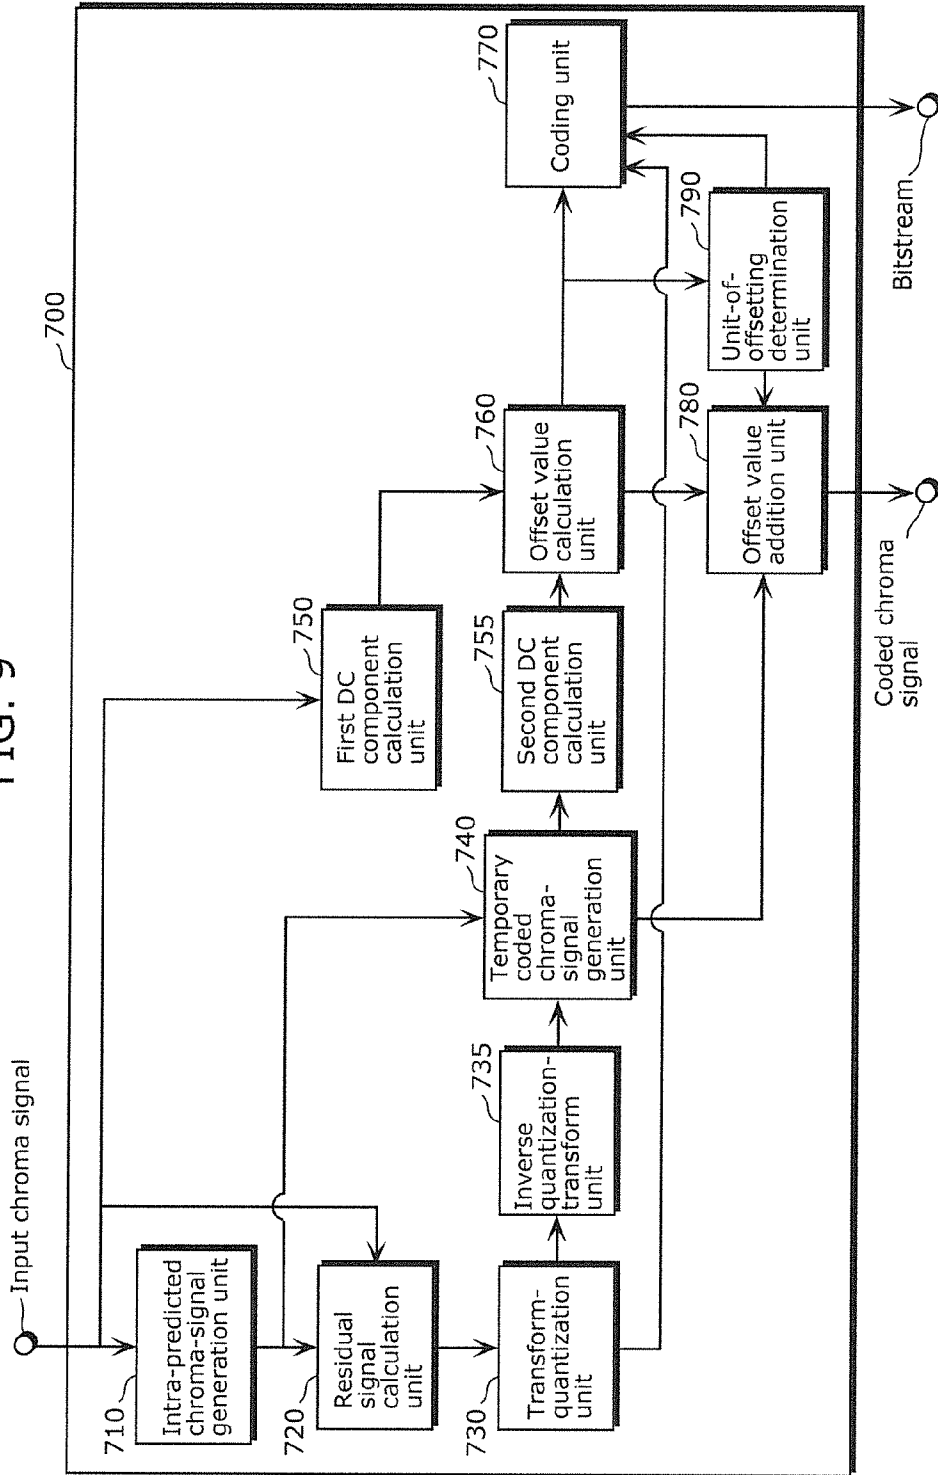 FIG. 9
700
Input chroma signal
710
Intra-predicted
chroma-signal
generation unit
720
Residual
signal
calculation
unit
730
Transform-
quantization
unit
735
Inverse
quantization-
transform
unit
740
Temporary
coded
chroma-
signal
generation
unit
750
First DC
component
calculation
unit
755
Second DC
component
calculation
unit
760
Offset value
calculation
unit
770
Coding unit
780
Offset value
addition unit
790
Unit-of-
offsetting
determination
unit
Coded chroma
signal
Bitstream